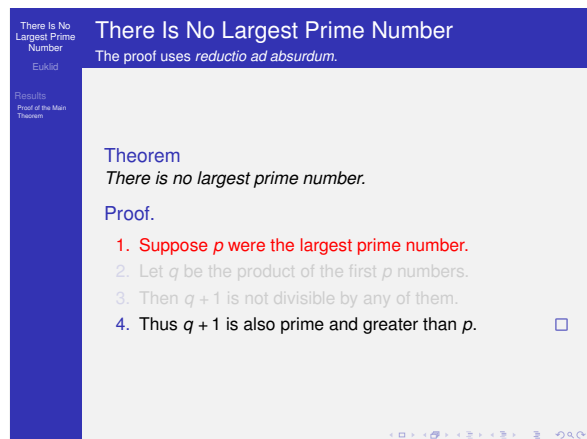 There Is No
Largest Prime
Number
Euklid
Results
Proof of the Main
Theorem
There Is No Largest Prime Number
The proof uses reductio ad absurdum.
Theorem
There is no largest prime number.
Proof.
1. Suppose p were the largest prime number.
2. Let q be the product of the first p numbers.
3. Then q + 1 is not divisible by any of them.
4. Thus q + 1 is also prime and greater than p. □